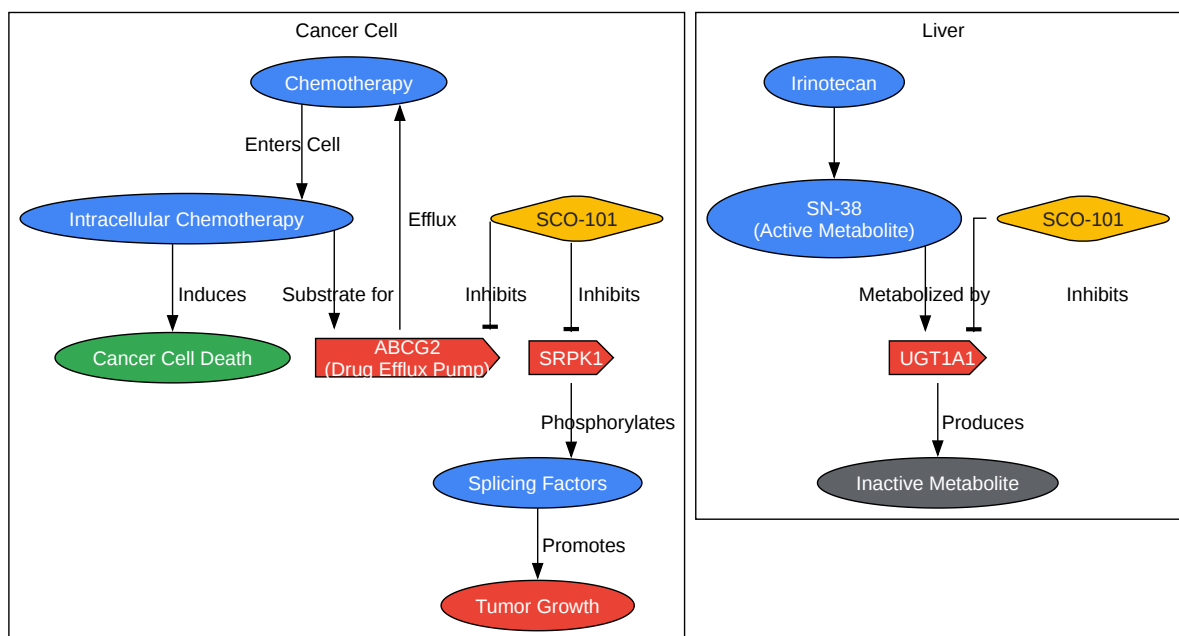 Cancer Cell
Chemotherapy
Enters Cell
Intracellular Chemotherapy
Efflux
SCO-101
Induces
Substrate for
Inhibits
Inhibits
Cancer Cell Death
ABCG2
(Drug Efflux Pump)
SRPK1
Phosphorylates
Splicing Factors
Promotes
Tumor Growth
Liver
Irinotecan
SN-38
(Active Metabolite)
SCO-101
Metabolized by
Inhibits
UGT1A1
Produces
Inactive Metabolite